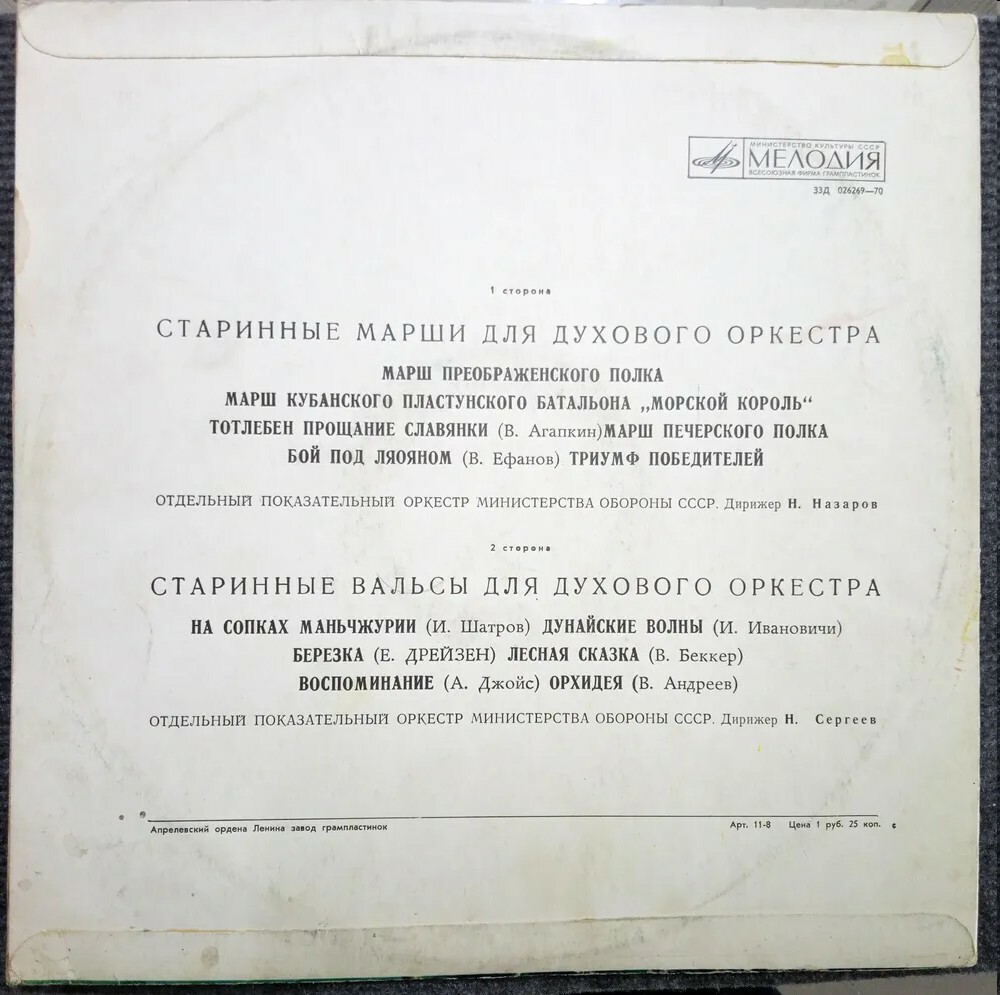 МИНИСТЕРСТВО КУЛЬТУРЫ СССР
МЕЛОДИЯ
ВСЕСОЮЗНАЯ ФИРМА ГРАМПЛАСТИНОК
33Д 026269—70
1 сторона
СТАРИННЫЕ МАРШИ ДЛЯ ДУХОВОГО ОРКЕСТРА
МАРШ ПРЕОБРАЖЕНСКОГО ПОЛКА
МАРШ КУБАНСКОГО ПЛАСТУНСКОГО БАТАЛЬОНА „МОРСКОЙ КОРОЛЬ“
ТОТЛЕБЕН ПРОЩАНИЕ СЛАВЯНКИ (В. Агапкин)МАРШ ПЕЧЕРСКОГО ПОЛКА
БОЙ ПОД ЛЯОЯНОМ (В. Ефанов) ТРИУМФ ПОБЕДИТЕЛЕЙ
ОТДЕЛЬНЫЙ ПОКАЗАТЕЛЬНЫЙ ОРКЕСТР МИНИСТЕРСТВА ОБОРОНЫ СССР. Дирижер Н. Назаров
2 сторона
СТАРИННЫЕ ВАЛЬСЫ ДЛЯ ДУХОВОГО ОРКЕСТРА
НА СОПКАХ МАНЬЧЖУРИИ (И. Шатров) ДУНАЙСКИЕ ВОЛНЫ (И. Ивановичи)
БЕРЕЗКА (Е. ДРЕЙЗЕН) ЛЕСНАЯ СКАЗКА (В. Беккер)
ВОСПОМИНАНИЕ (А. Джойс) ОРХИДЕЯ (В. Андреев)
ОТДЕЛЬНЫЙ ПОКАЗАТЕЛЬНЫЙ ОРКЕСТР МИНИСТЕРСТВА ОБОРОНЫ СССР. Дирижер Н. Сергеев
Апрелевский ордена Ленина завод грампластинок
Арт. 11-8 Цена 1 руб. 25 коп. с